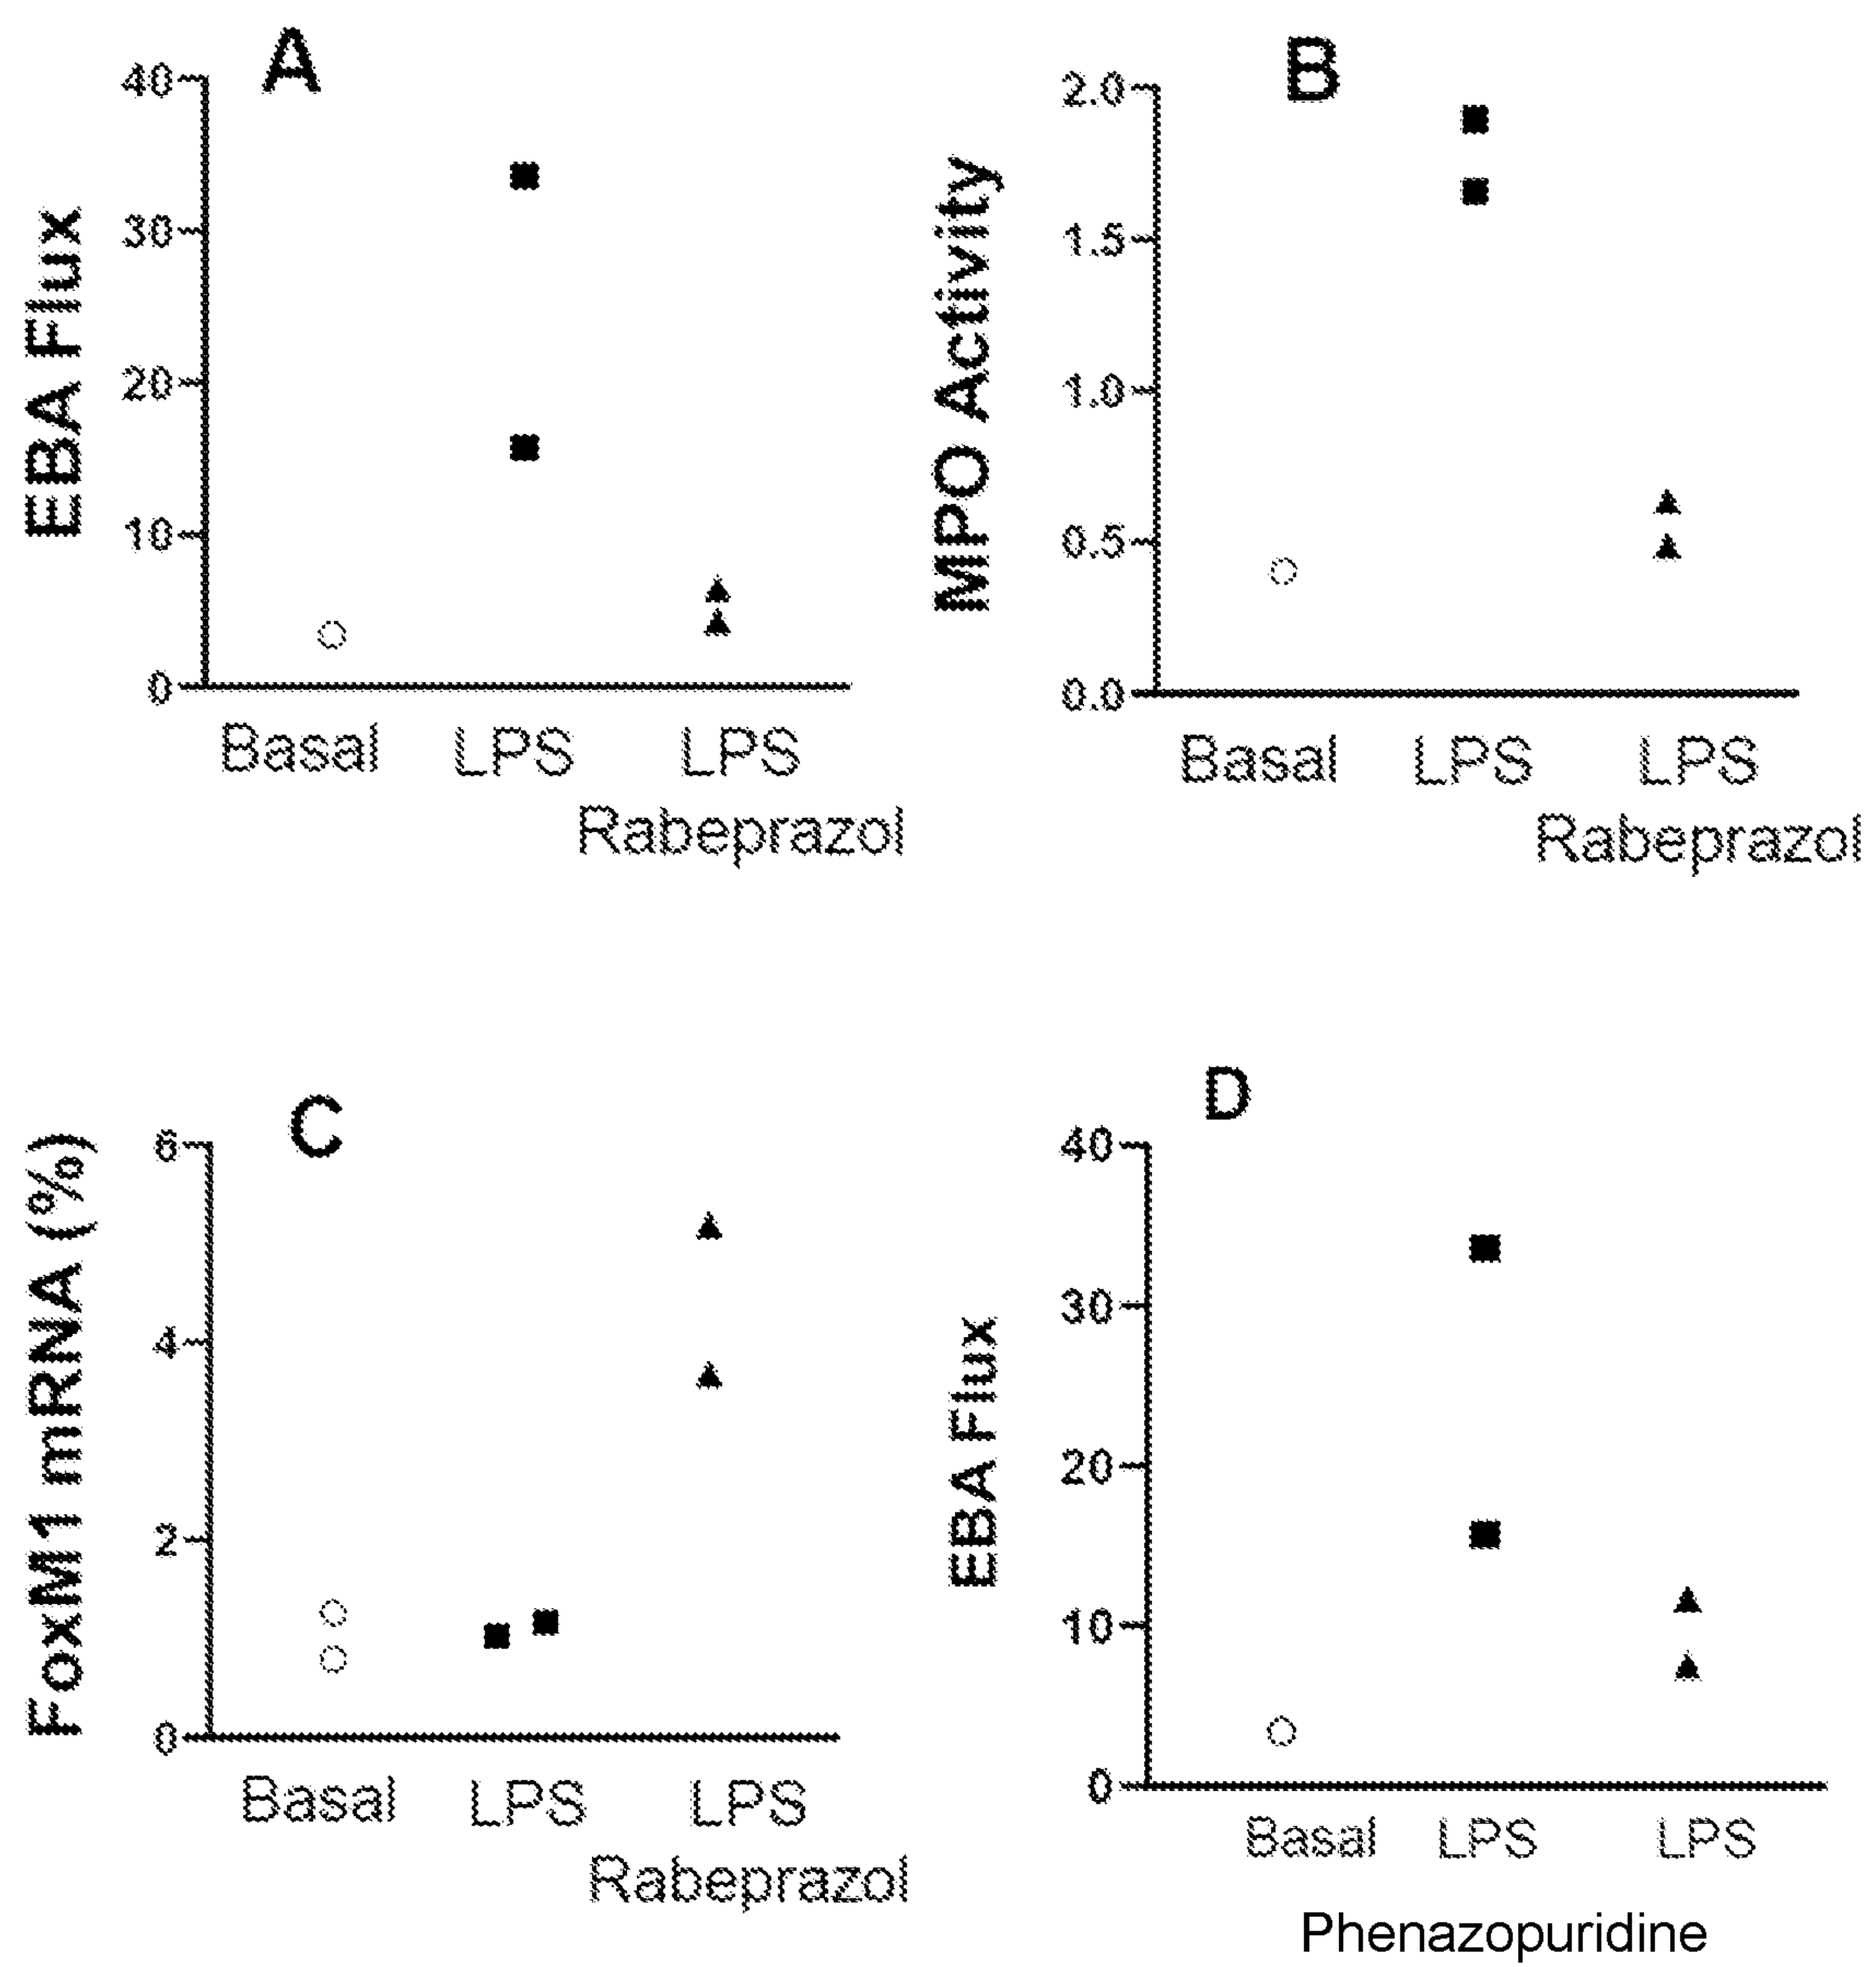 A
EBA Flux
40
30
20
10
0
Basal LPS LPS
Rabeprazol
B
MPO Activity
2.0
1.5
1.0
0.5
0.0
Basal LPS LPS
Rabeprazol
C
FoxM1 mRNA (%)
6
4
2
0
Basal LPS LPS
Rabeprazol
D
EBA Flux
40
30
20
10
0
Basal LPS LPS
Phenazopuridine